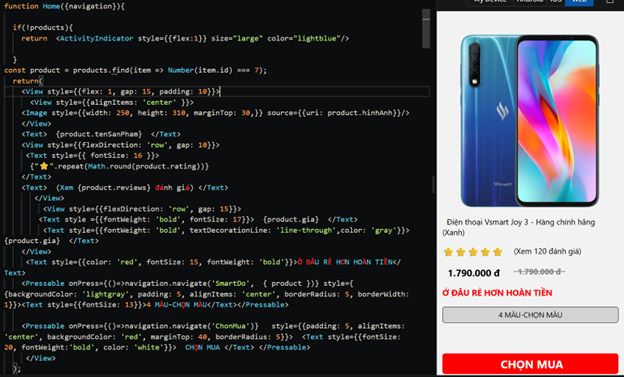 My Device
Android
iOS
Web
function Home({navigation}){
if(!products){
return <ActivityIndicator style={{flex:1}} size="large" color="lightblue"/>
}
const product = products.find(item => Number(item.id) === 7);
return(
<View style={{flex: 1, gap: 15, padding: 10}}>
<View style={{alignItems: 'center' }}>
<Image style={{width: 250, height: 310, marginTop: 30,}} source={{uri: product.hinhAnh}}/>
</View>
<Text> {product.tenSanPham} </Text>
<View style={{flexDirection: 'row', gap: 10}}>
<Text style={{ fontSize: 16 }}>
{"⭐".repeat(Math.round(product.rating))}
</Text>
<Text> (Xem {product.reviews} đánh giá) </Text>
</View>
<View style={{flexDirection: 'row', gap: 15}}>
<Text style ={{fontWeight: 'bold', fontSize: 17}}> {product.gia} </Text>
<Text style={{fontWeight: 'bold', textDecorationLine: 'line-through',color: 'gray'}}>
{product.gia} </Text>
</View>
<Text style={{color: 'red', fontSize: 15, fontWeight: 'bold'}}>Ở ĐÂU RẺ HƠN HOÀN TIỀN</
Text>
<Pressable onPress={()=>navigation.navigate('SmartDo', { product })} style={
{backgroundColor: 'lightgray', padding: 5, alignItems: 'center', borderRadius: 5, borderWidth:
1}}><Text style={{fontSize: 13}}>4 MÀU-CHỌN MÀU</Text></Pressable>
<Pressable onPress={()=>navigation.navigate('ChonMua')} style={{padding: 5, alignItems:
'center', backgroundColor: 'red', marginTop: 40, borderRadius: 5}}> <Text style={{fontSize:
20, fontWeight:'bold', color: 'white'}}> CHỌN MUA </Text> </Pressable>
</View>
);
VSMART
Điện thoại Vsmart Joy 3 - Hàng chính hãng
(Xanh)
(Xem 120 đánh giá)
1.790.000 đ 1.790.000 đ
Ở ĐÂU RẺ HƠN HOÀN TIỀN
4 MÀU-CHỌN MÀU
CHỌN MUA